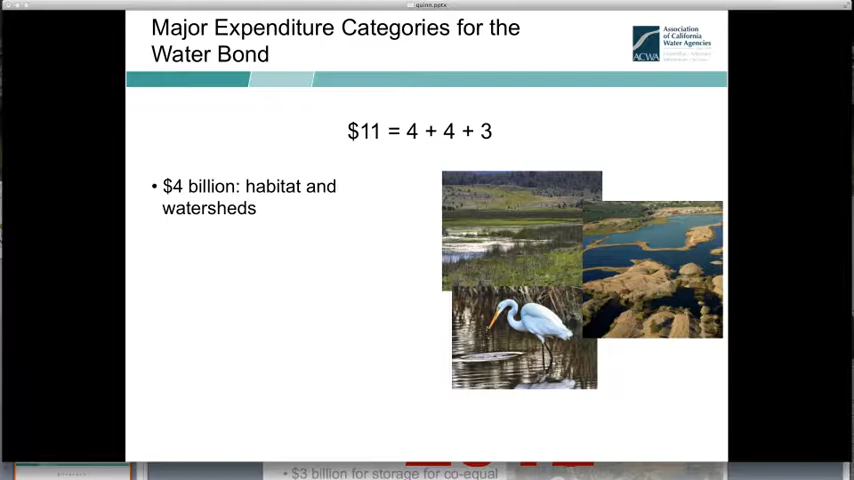 quinn.pptx
Major Expenditure Categories for the
Water Bond
Association
of California
Water Agencies
ACWA
$11 = 4 + 4 + 3
• $4 billion: habitat and
watersheds
• $3 billion for storage for co-equal